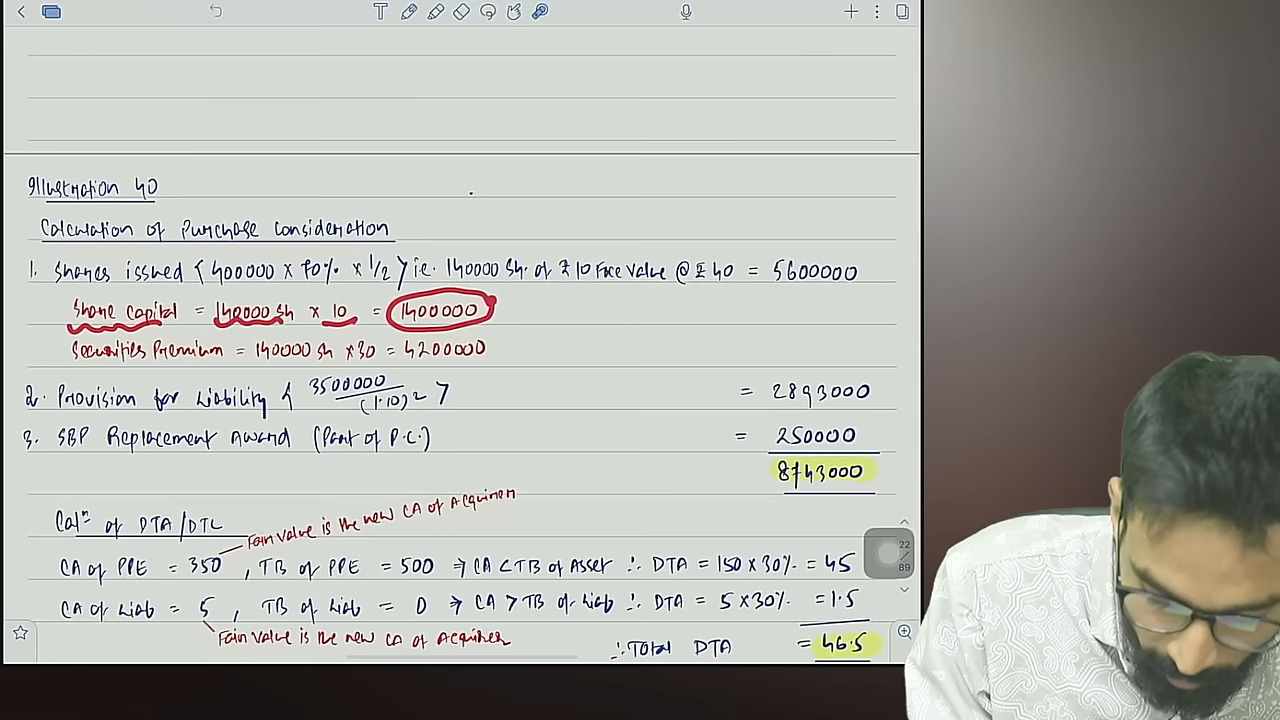 Illustration 40
Calculation of Purchase Consideration
1. Shares issued { 400000 x 70% x 1/2 } ie. 140000 Sh. of ₹10 Face Value @ ₹ 40 = 5600000
Share Capital = 140000 Sh x 10 = 1400000
Securities Premium = 140000 Sh x 30 = 4200000
2. Provision for Liability { 3500000 / (1.10)2 } = 2893000
3. SBP Replacement Award (Part of P.C.) = 250000
8743000
Calⁿ of DTA/DTL
Fair Value is the new CA of Acquirer
CA of PPE = 350, TB of PPE = 500 ⇒ CA < TB of Asset ∴ DTA = 150 x 30% = 45
CA of Liab = 5, TB of Liab = 0 ⇒ CA > TB of Liab ∴ DTA = 5 x 30% = 1.5
Fair Value is the new CA of Acquirer
∴ Total DTA = 46.5
22
89